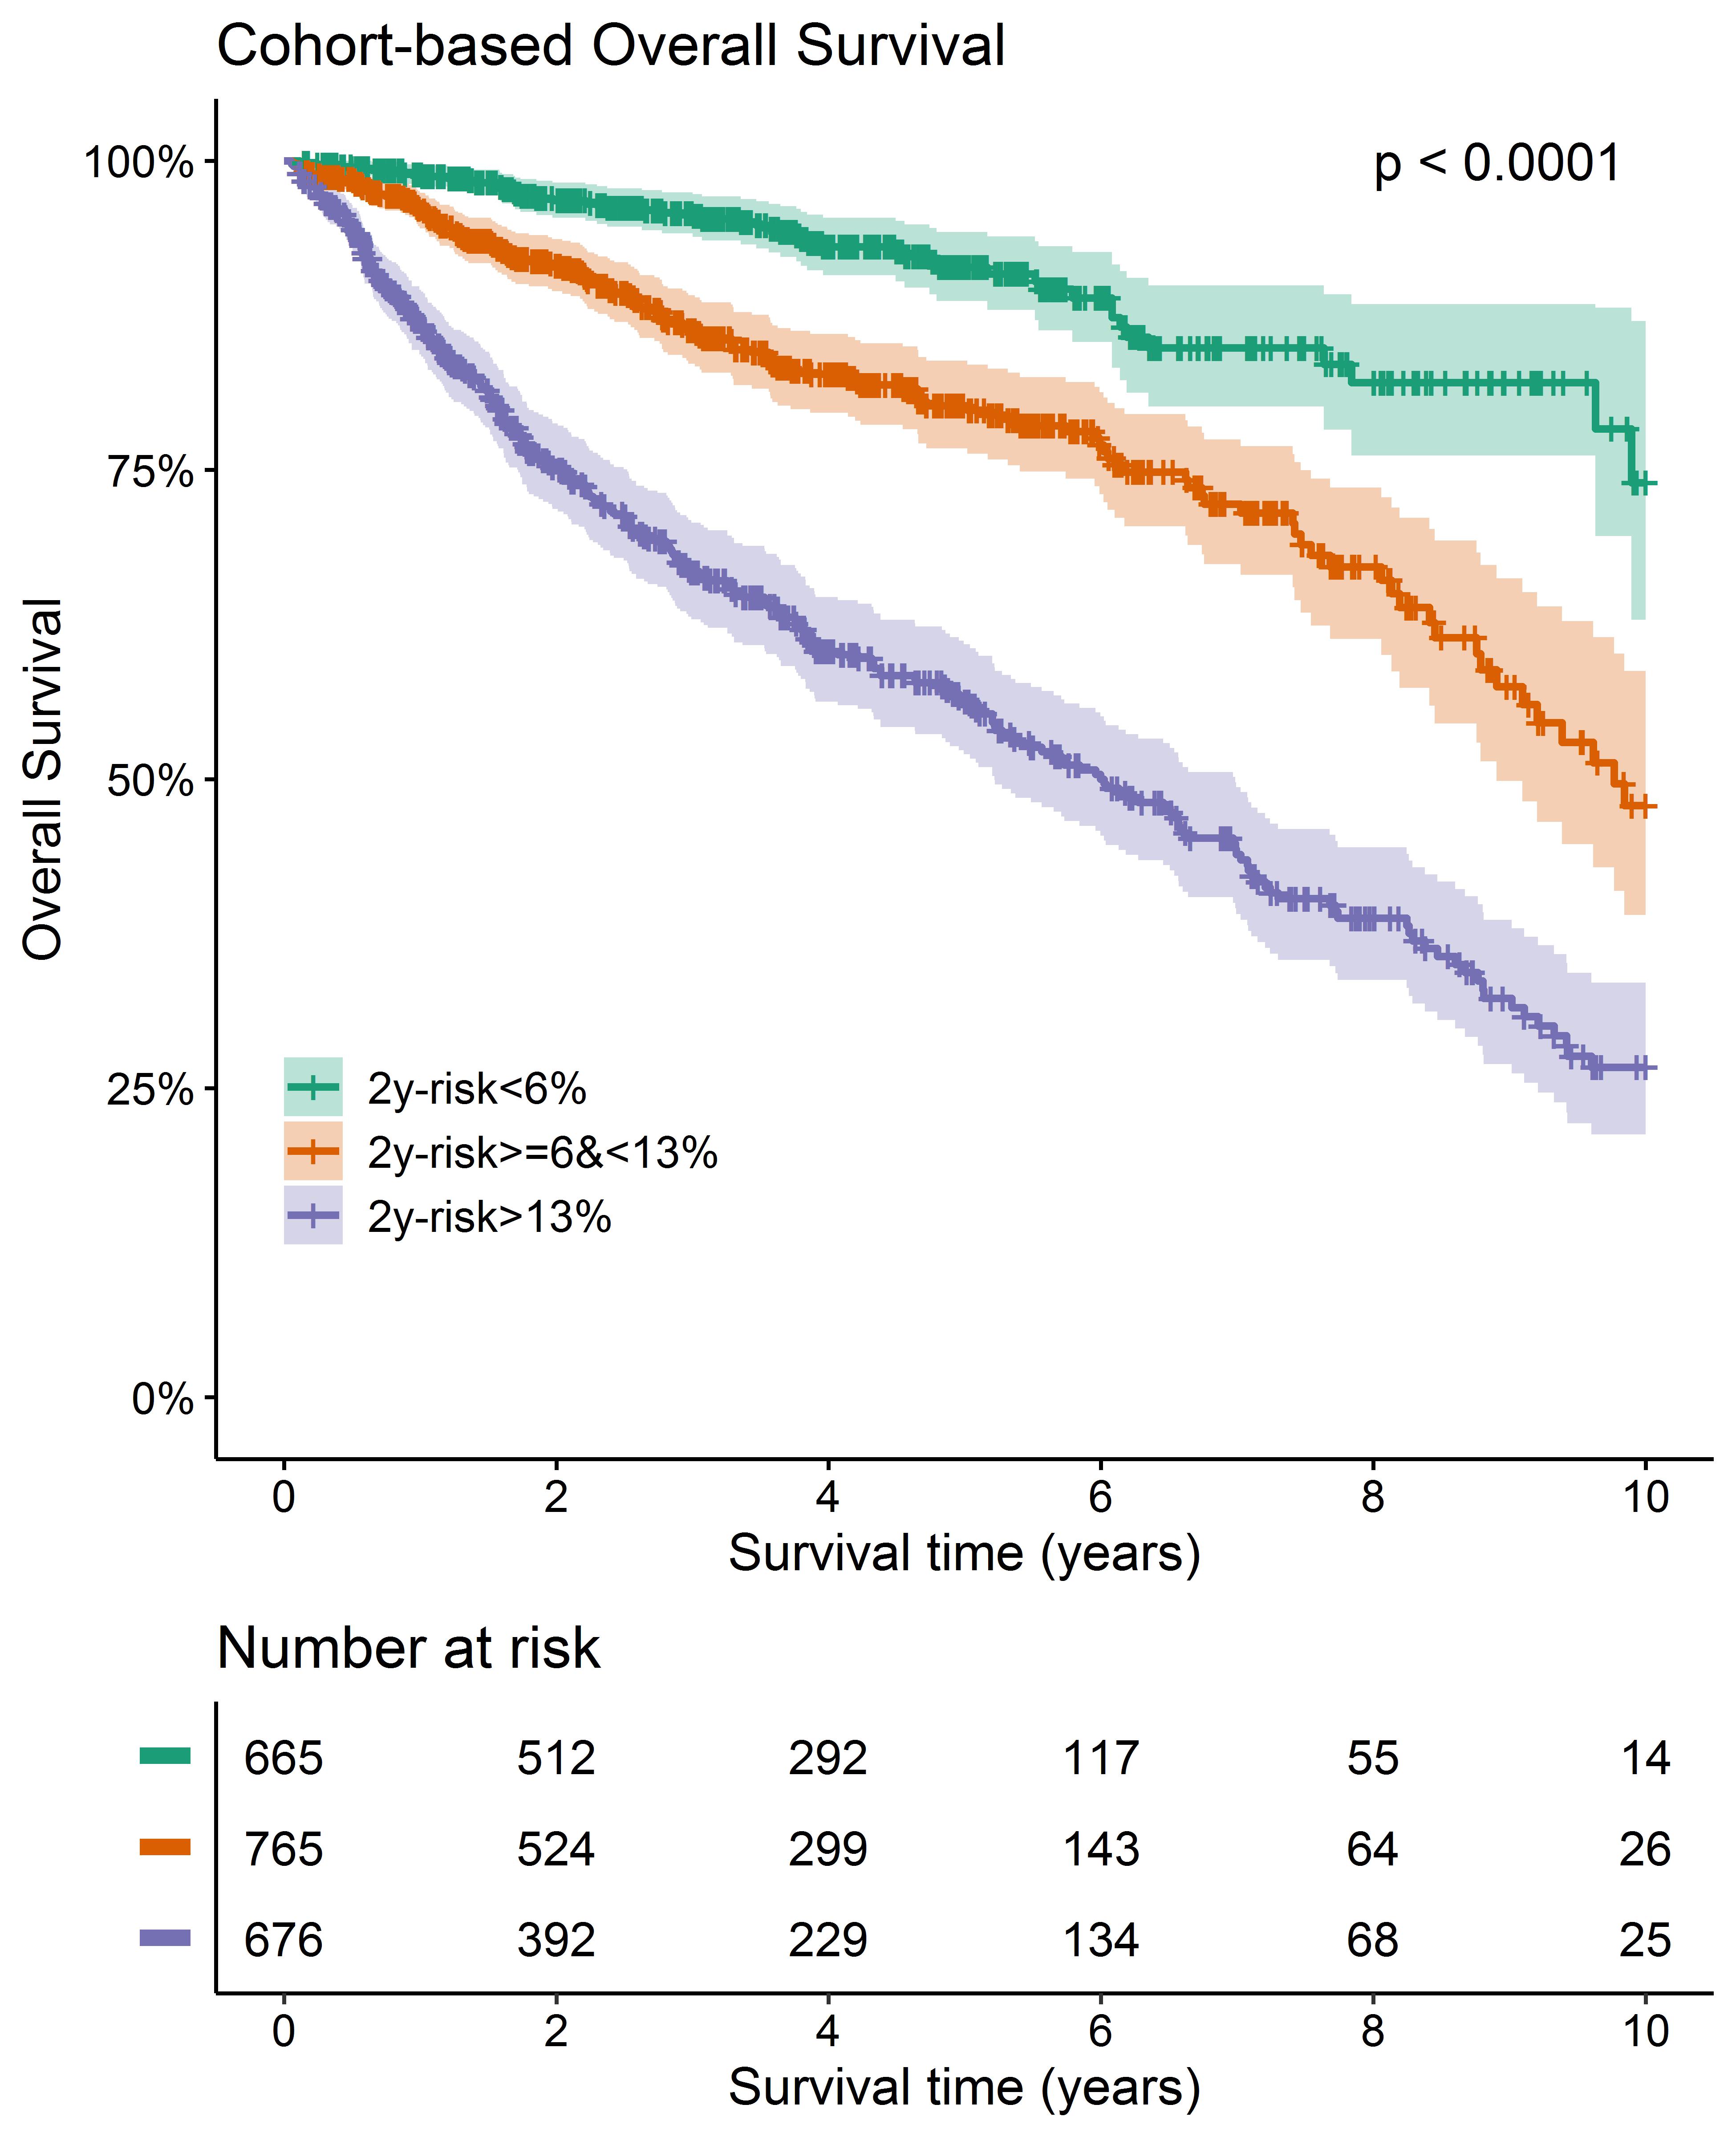 Cohort-based Overall Survival
p < 0.0001
100%
75%
50%
25%
0%
Overall Survival
2y-risk<6%
2y-risk>=6&<13%
2y-risk>13%
0 2 4 6 8 10
Survival time (years)
Number at risk
665 512 292 117 55 14
765 524 299 143 64 26
676 392 229 134 68 25
0 2 4 6 8 10
Survival time (years)